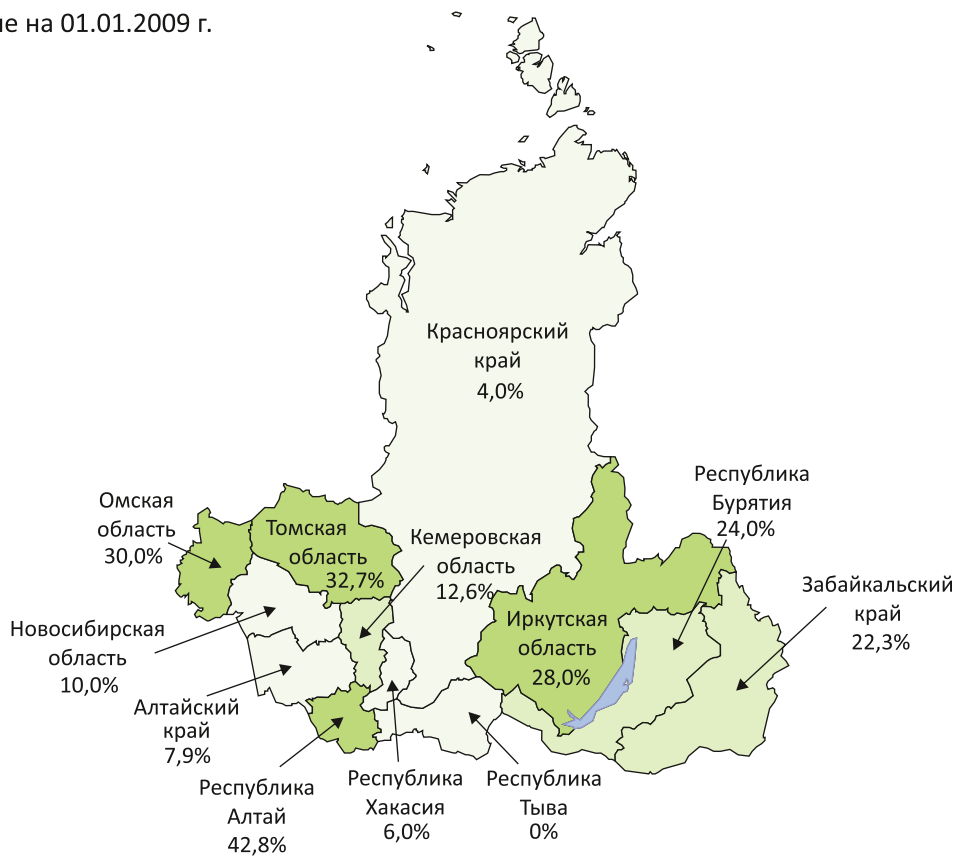 на 01.01.2009 г.
Красноярский
край
4,0%
Республика
Бурятия
24,0%
Омская
область
30,0%
Томская
область
32,7%
Кемеровская
область
12,6%
Забайкальский
край
22,3%
Иркутская
область
28,0%
Новосибирская
область
10,0%
Алтайский
край
7,9%
Республика
Алтай
42,8%
Республика
Хакасия
6,0%
Республика
Тыва
0%